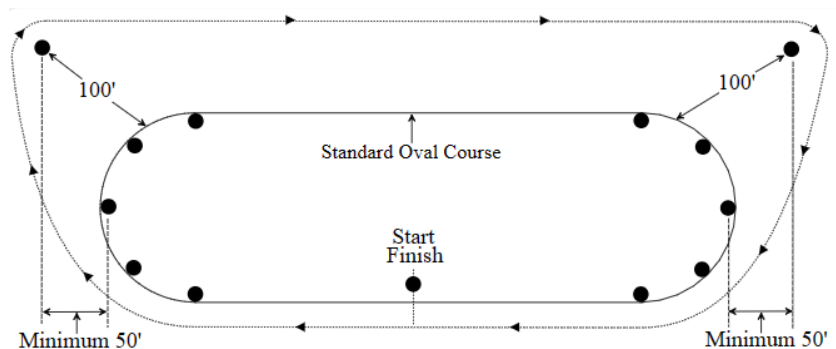 100'
100'
Standard Oval Course
Start
Finish
Minimum 50'
Minimum 50'